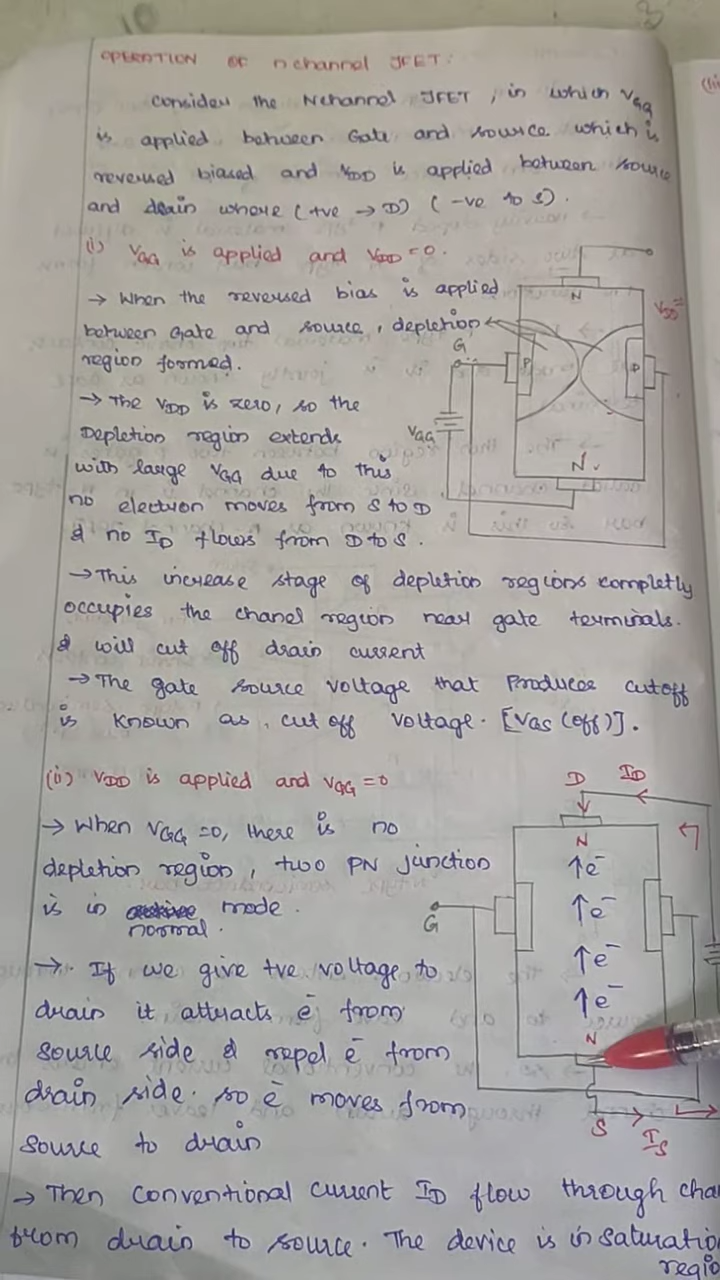 OPERATION OF n channel JFET:
Consider the Nchannel JFET, in which VGG
is applied between Gate and source which is
reversed biased and VDD is applied between source
and drain where (+ve → D) (-ve to S).
(i) VGG is applied and VDD = 0.
→ When the reversed bias is applied
between Gate and source, depletion
region formed.
→ The VDD is zero, so the
Depletion region extends
with large VGG due to this
no electron moves from S to D
& no ID flows from D to S.
N
VDD=
G
P
P
VGG
N
→ This increase stage of depletion regions completly
occupies the chanel region near gate terminals.
& will cut off drain current
→ The gate source voltage that produces cutoff
is known as, cut off voltage. [VGS (off)].
(ii) VDD is applied and VGG = 0
→ When VGG = 0, there is no
depletion region, two PN junction
is in mode.
normal.
→ If we give +ve voltage to
drain it attracts e⁻ from
source side & repel e⁻ from
drain side. so e⁻ moves from
source to drain
D ID
N
↑e⁻
↑e⁻
G
↑e⁻
↑e⁻
N
S IS
→ Then conventional current ID flow through cha
from drain to source. The device is in saturatio
regio